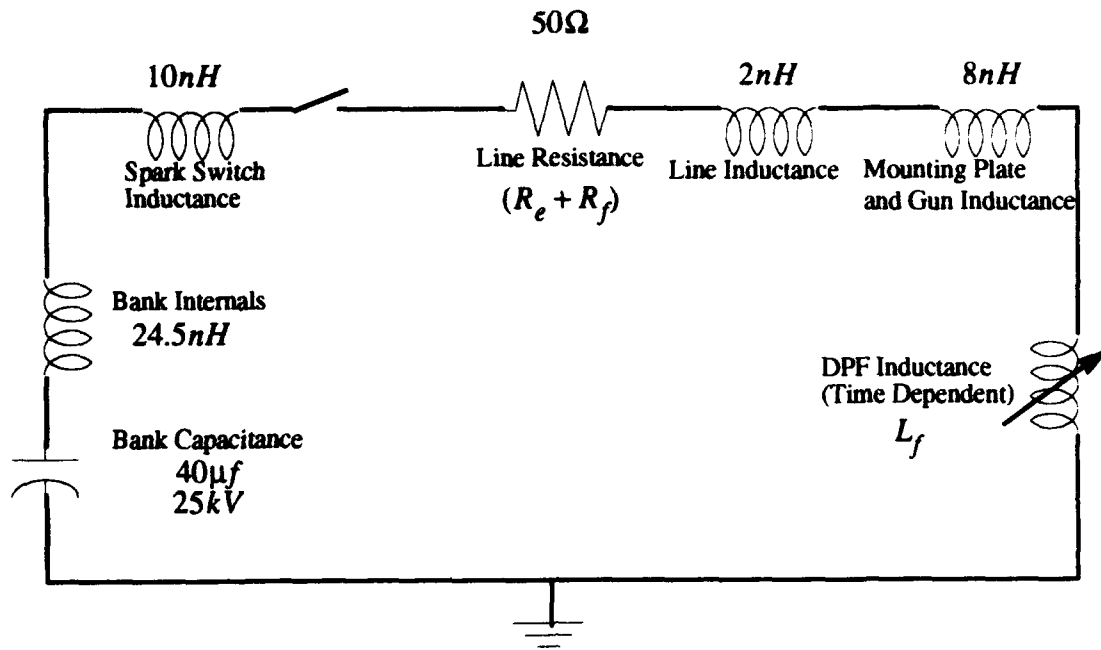 50Ω
10nH
2nH
8nH
Spark Switch
Inductance
Line Resistance
(R_e + R_f)
Line Inductance
Mounting Plate
and Gun Inductance
Bank Internals
24.5nH
DPF Inductance
(Time Dependent)
L_f
Bank Capacitance
40μf
25kV